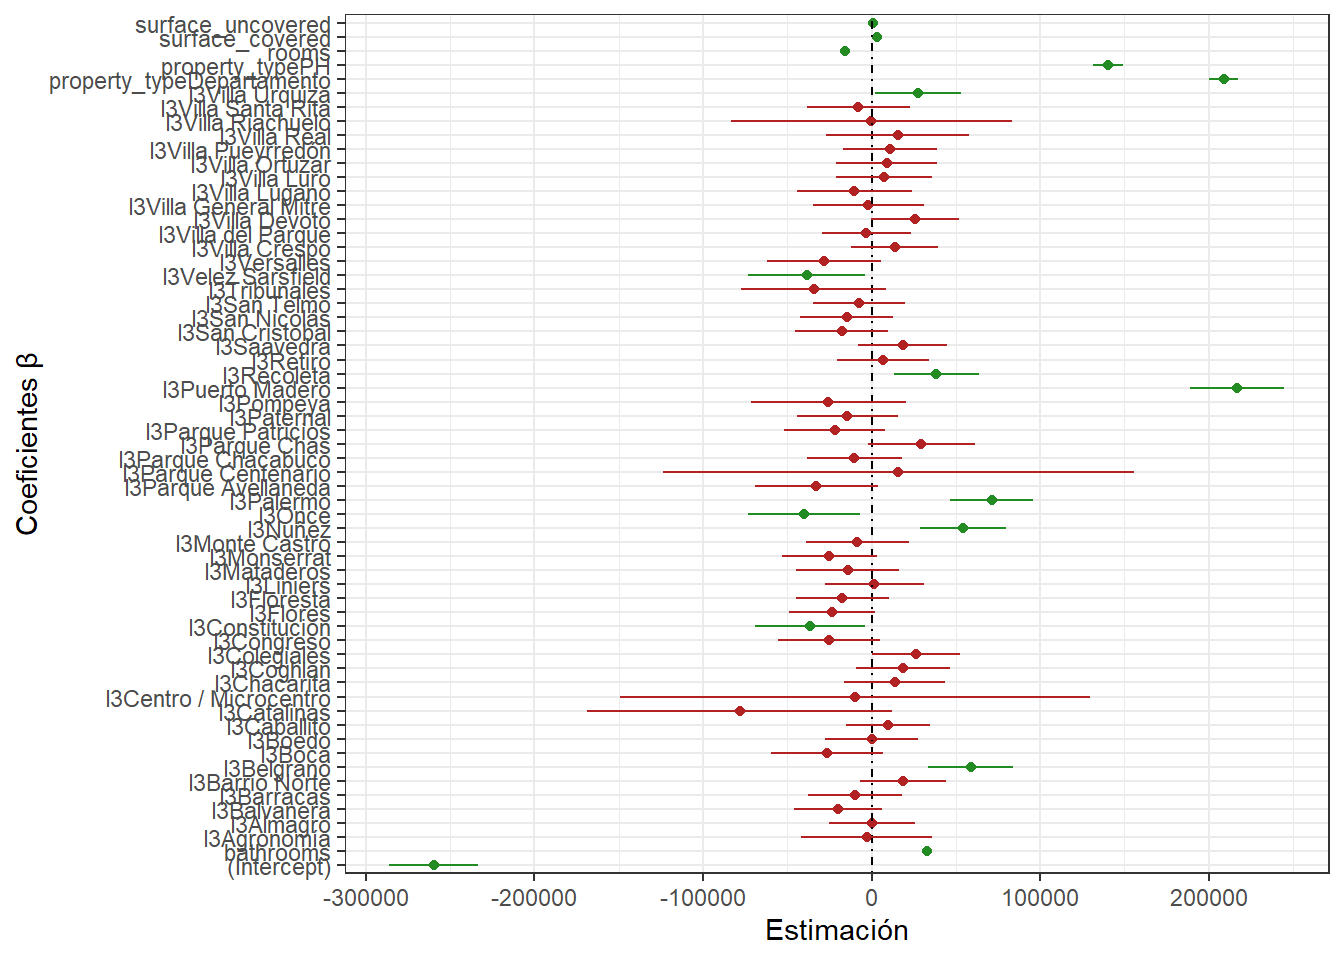 surface_uncovered
surface_covered
rooms
property_typePH
property_typeDepartamento
l3Villa Urquiza
l3Villa Santa Rita
l3Villa Riachuelo
l3Villa Real
l3Villa Pueyrredón
l3Villa Ortuzar
l3Villa Luro
l3Villa Lugano
l3Villa General Mitre
l3Villa Devoto
l3Villa del Parque
l3Villa Crespo
l3Versalles
l3Velez Sarsfield
l3Tribunales
l3San Telmo
l3San Nicolás
l3San Cristobal
l3Saavedra
l3Retiro
l3Recoleta
l3Puerto Madero
l3Pompeya
l3Paternal
l3Parque Patricios
l3Parque Chas
l3Parque Chacabuco
l3Parque Centenario
l3Parque Avellaneda
l3Palermo
l3Once
l3Nuñez
l3Monte Castro
l3Monserrat
l3Mataderos
l3Liniers
l3Floresta
l3Flores
l3Constitución
l3Congreso
l3Colegiales
l3Coghlan
l3Chacarita
l3Centro / Microcentro
l3Catalinas
l3Caballito
l3Boedo
l3Boca
l3Belgrano
l3Barrio Norte
l3Barracas
l3Balvanera
l3Almagro
l3Agronomía
bathrooms
(Intercept)
Coeficientes β
-300000 -200000 -100000 0 100000 200000
Estimación